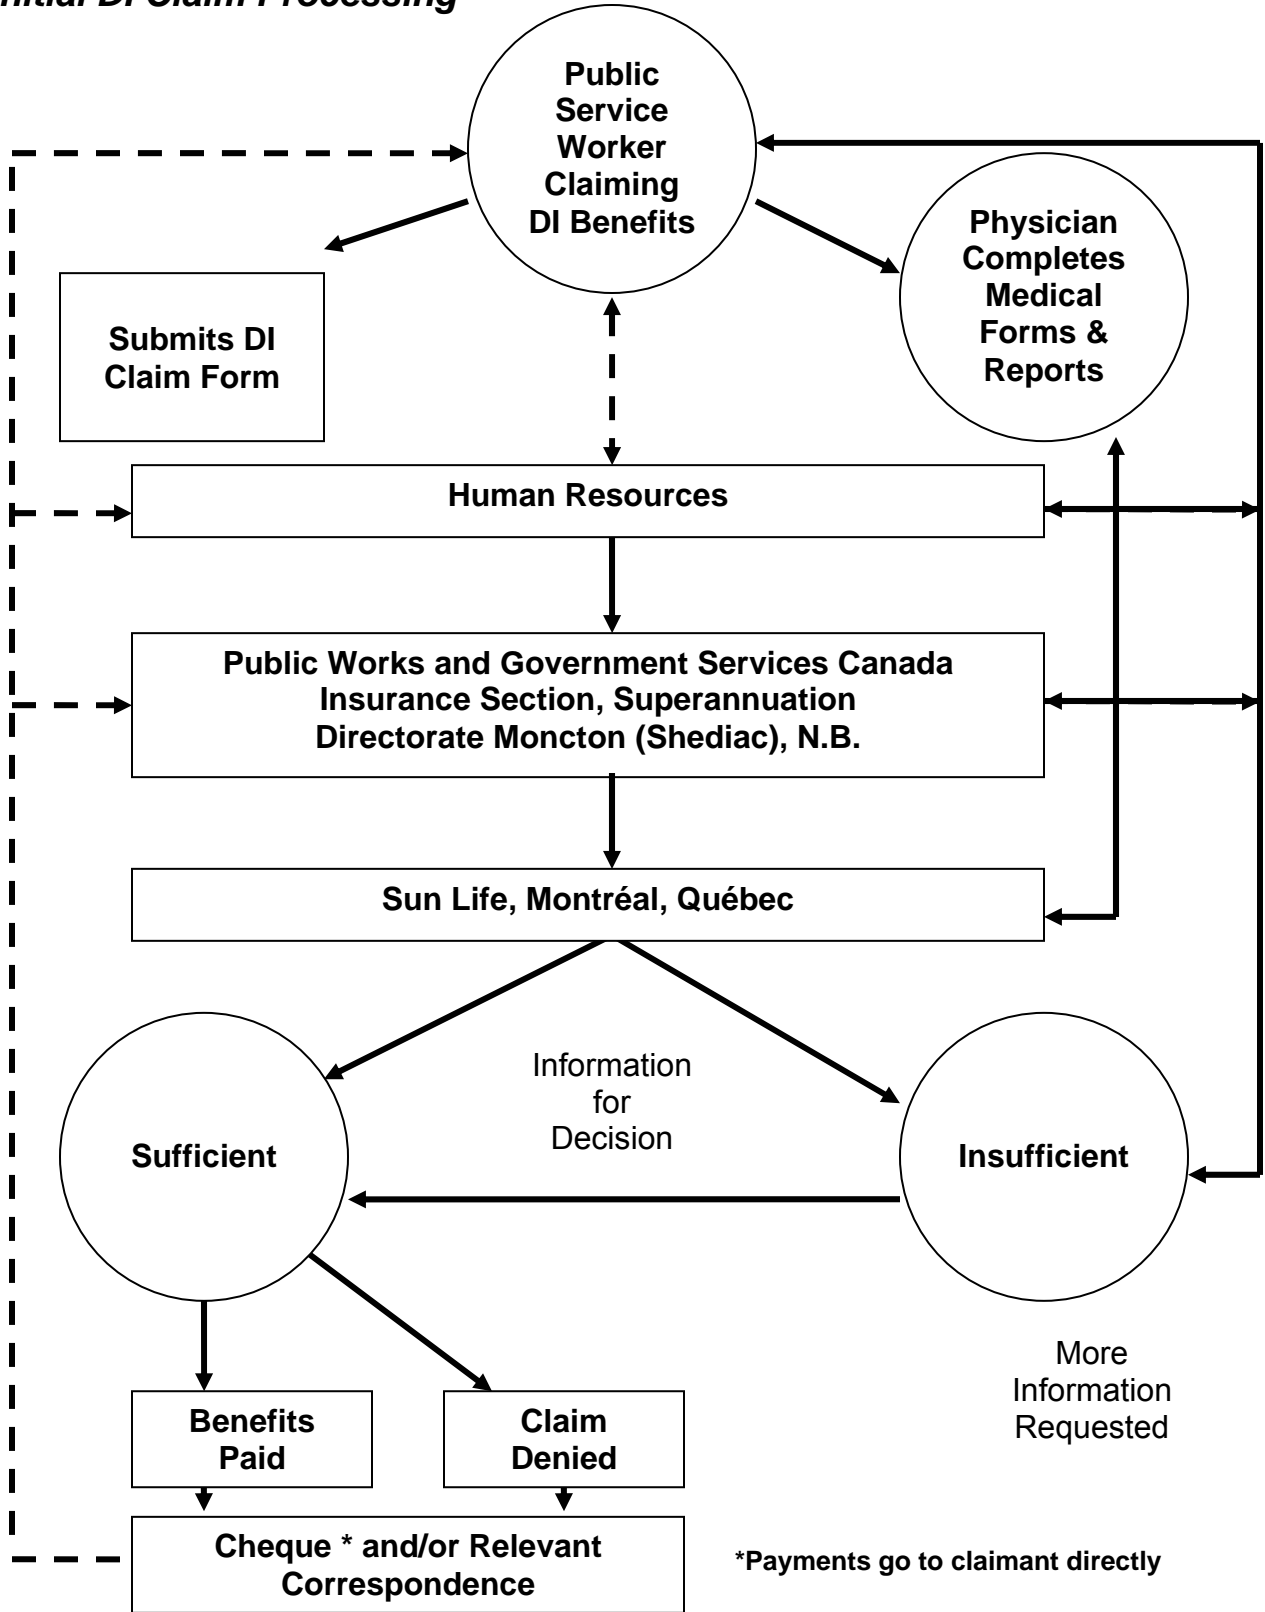 nitial DI Claim Processing
Public
Service
Worker
Claiming
DI Benefits
Physician
Completes
Medical
Forms &
Reports
Submits DI
Claim Form
Human Resources
Public Works and Government Services Canada
Insurance Section, Superannuation
Directorate Moncton (Shediac), N.B.
Sun Life, Montréal, Québec
Information
for
Decision
Sufficient
Insufficient
More
Information
Requested
Benefits
Paid
Claim
Denied
Cheque * and/or Relevant
Correspondence
*Payments go to claimant directly